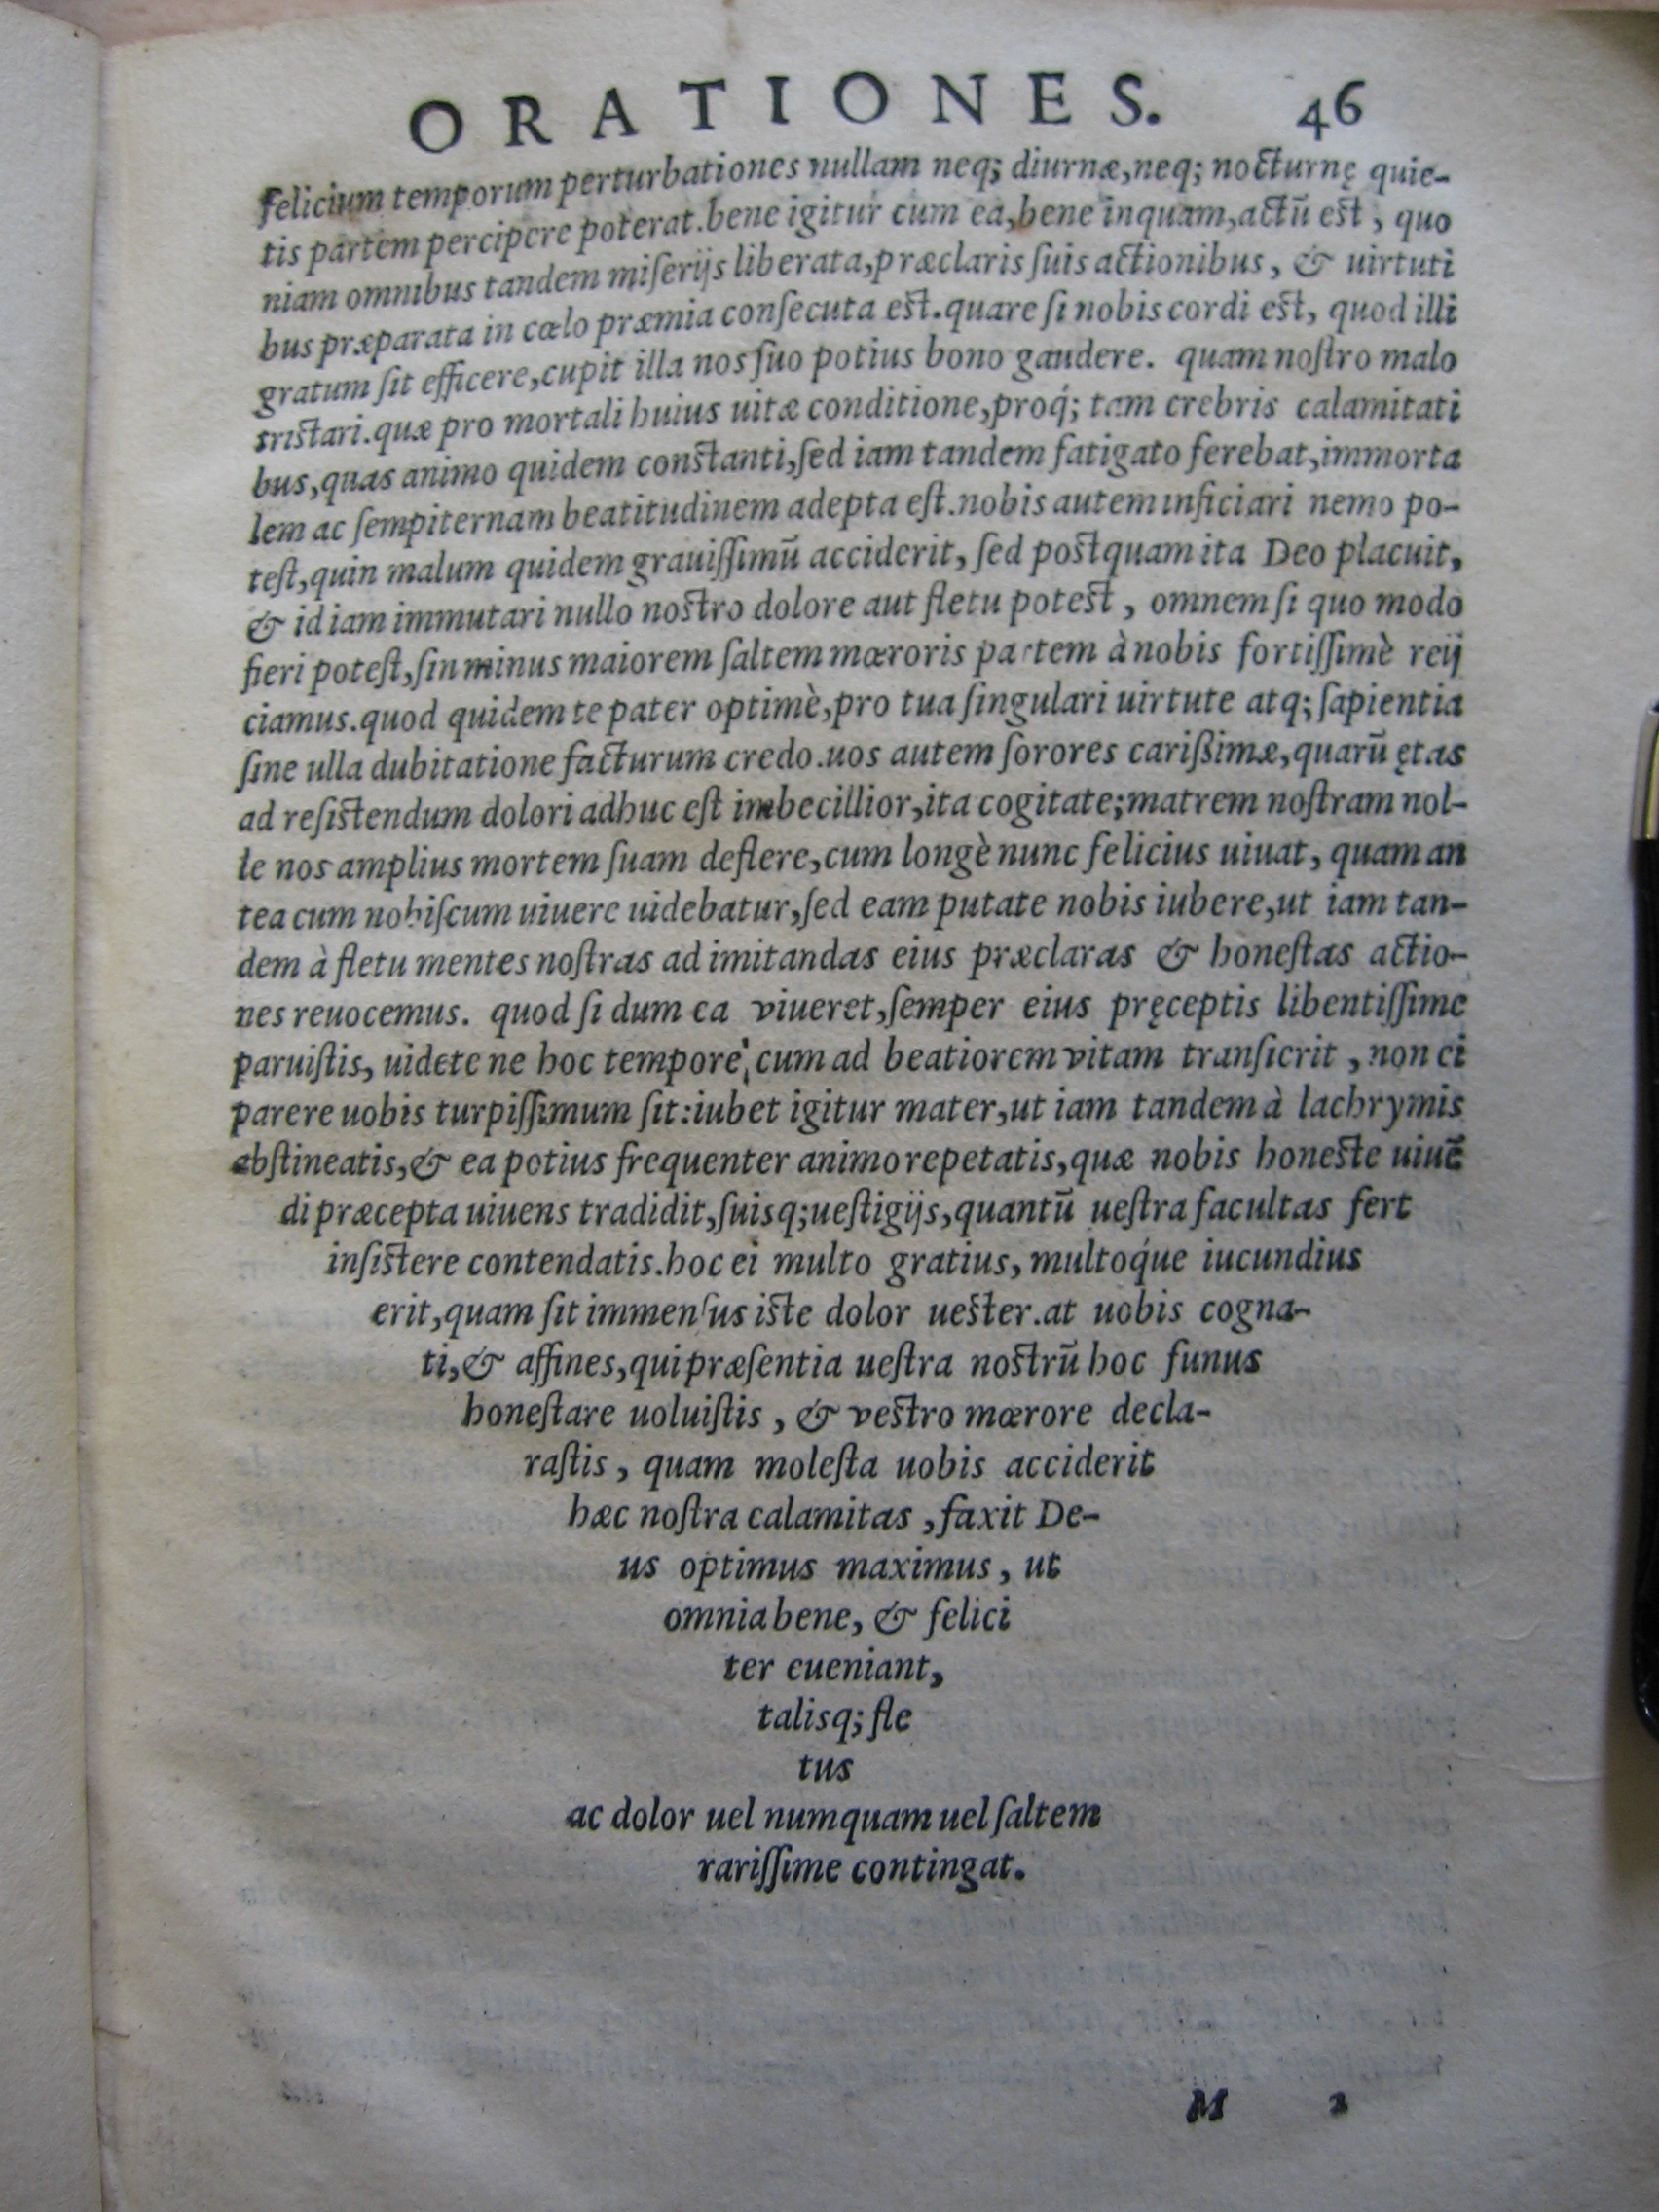 ORATIONES. 46
felicium temporum perturbationes nullam neq; diurnæ,neq; nocturnę quie-
tis partem percipere poterat.bene igitur cum ea,bene inquam,actū est , quo
niam omnibus tandem miſerijs liberata,præclaris ſuis actionibus, & uirtuti
bus præparata in cœlo præmia conſecuta est.quare ſi nobis cordi est, quod illi
gratum ſit efficere,cupit illa nos ſuo potius bono gaudere. quam noſtro malo
tristari.quæ pro mortali huius uitæ conditione,proq́; tam crebris calamitati
bus,quas animo quidem constanti,ſed iam tandem fatigato ferebat,immorta
lem ac ſempiternam beatitudinem adepta eſt.nobis autem inficiari nemo po-
teſt,quin malum quidem grauiſſimū acciderit, ſed postquam ita Deo placuit,
& id iam immutari nullo nostro dolore aut fletu potest , omnem ſi quo modo
fieri poteſt,ſin minus maiorem ſaltem mœroris partem à nobis fortiſſimè reij
ciamus.quod quidem te pater optimè,pro tua ſingulari uirtute atq; ſapientia
ſine ulla dubitatione facturum credo.uos autem ſorores carißimæ,quarū ętas
ad reſistendum dolori adhuc eſt imbecillior,ita cogitate;matrem noſtram nol-
le nos amplius mortem ſuam deflere,cum longè nunc felicius uiuat, quam an
tea cum nobiſcum uiuere uidebatur,ſed eam putate nobis iubere,ut iam tan-
dem à fletu mentes noſtras ad imitandas eius præclaras & honeſtas actio-
nes reuocemus. quod ſi dum ea viueret,ſemper eius pręceptis libentiſſime
paruiſtis, uidete ne hoc tempore, cum ad beatiorem vitam tranſierit , non ei
parere uobis turpiſſimum ſit:iubet igitur mater,ut iam tandem à lachrymis
abſtineatis,& ea potius frequenter animo repetatis,quæ nobis honeste uiuē
di præcepta uiuens tradidit,ſuisq;ueſtigijs,quantū ueſtra facultas fert
inſistere contendatis.hoc ei multo gratius, multoq́ue iucundius
erit,quam ſit immenſus iste dolor uester.at uobis cogna-
ti,& affines,qui præſentia ueſtra nostrū hoc funus
honeſtare uoluiſtis , & vestro mœrore decla-
raſtis , quam moleſta uobis acciderit
hæc noſtra calamitas , faxit De-
us optimus maximus , ut
omnia bene, & felici
ter eueniant,
talisq; fle
tus
ac dolor uel numquam uel ſaltem
rariſſime contingat.
M 2